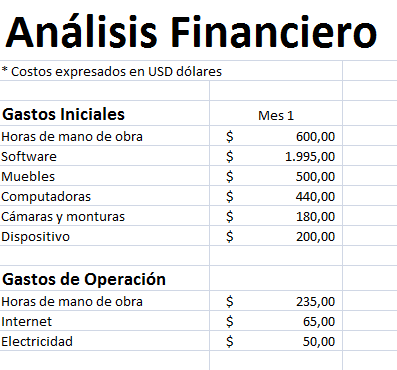 Análisis Financiero
* Costos expresados en USD dólares
Gastos Iniciales Mes 1
Horas de mano de obra $ 600,00
Software $ 1.995,00
Muebles $ 500,00
Computadoras $ 440,00
Cámaras y monturas $ 180,00
Dispositivo $ 200,00
Gastos de Operación
Horas de mano de obra $ 235,00
Internet $ 65,00
Electricidad $ 50,00